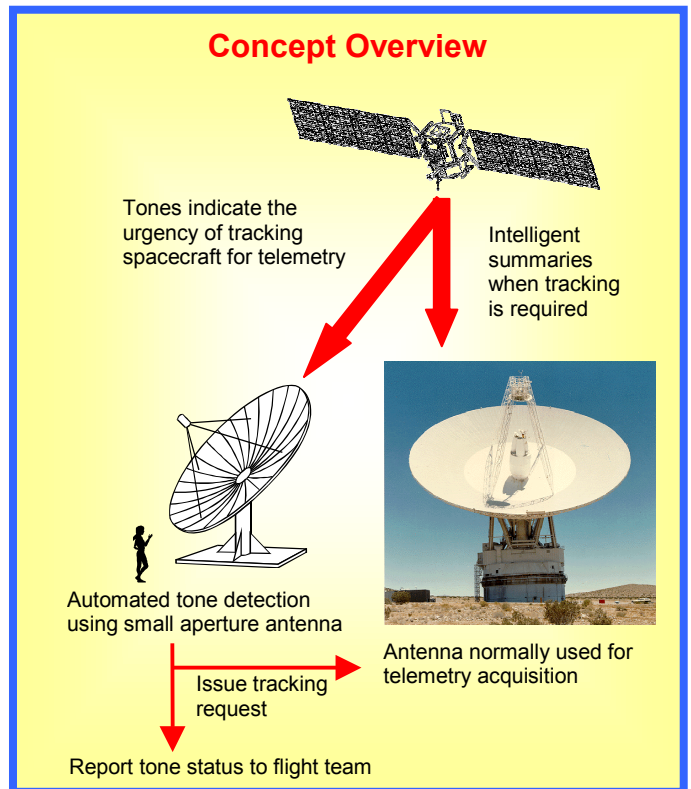 Concept Overview
Tones indicate the
urgency of tracking
spacecraft for telemetry
Intelligent
summaries
when tracking
is required
Automated tone detection
using small aperture antenna
Antenna normally used for
telemetry acquisition
Issue tracking
request
Report tone status to flight team